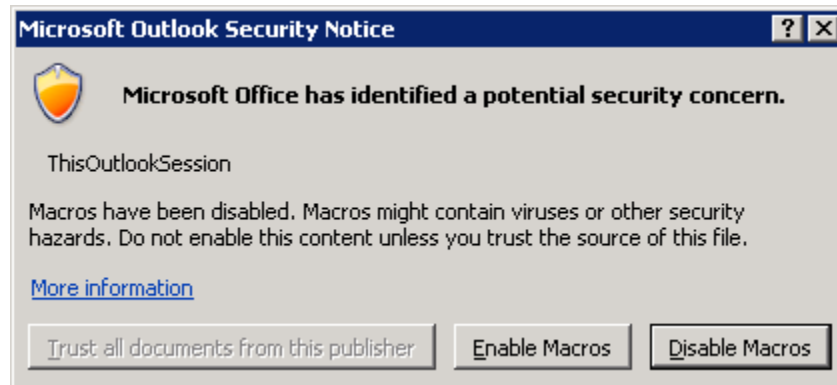 Microsoft Outlook Security Notice
Microsoft Office has identified a potential security concern.
ThisOutlookSession
Macros have been disabled. Macros might contain viruses or other security
hazards. Do not enable this content unless you trust the source of this file.
More information
Trust all documents from this publisher Enable Macros Disable Macros